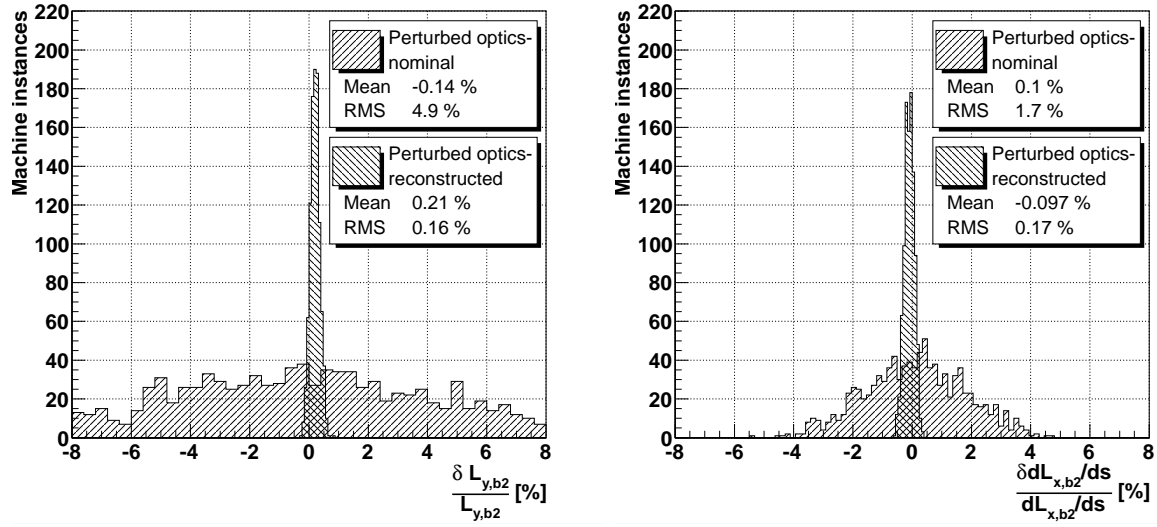 Machine instances
220
200
180
160
140
120
100
80
60
40
20
0
-8 -6 -4 -2 0 2 4 6 8
Perturbed optics-
nominal
Mean -0.14 %
RMS 4.9 %
Perturbed optics-
reconstructed
Mean 0.21 %
RMS 0.16 %
δ L_{y,b2}
L_{y,b2}
[%]
Machine instances
220
200
180
160
140
120
100
80
60
40
20
0
-8 -6 -4 -2 0 2 4 6 8
Perturbed optics-
nominal
Mean 0.1 %
RMS 1.7 %
Perturbed optics-
reconstructed
Mean -0.097 %
RMS 0.17 %
δdL_{x,b2}/ds
dL_{x,b2}/ds
[%]